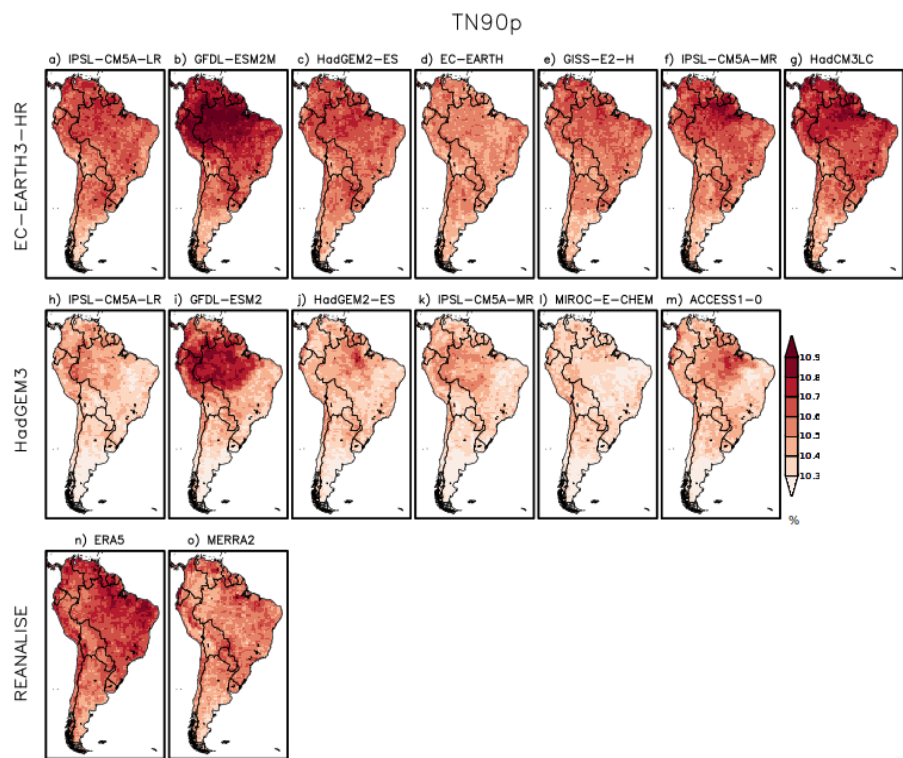 TN90p
a) IPSL-CM5A-LR b) GFDL-ESM2M c) HadGEM2-ES d) EC-EARTH e) GISS-E2-H f) IPSL-CM5A-MR g) HadCM3LC
EC-EARTH3-HR
h) IPSL-CM5A-LR i) GFDL-ESM2 j) HadGEM2-ES k) IPSL-CM5A-MR l) MIROC-E-CHEM m) ACCESS1-0
HadGEM3
10.9
10.8
10.7
10.6
10.5
10.4
10.3
%
n) ERA5 o) MERRA2
REANALISE